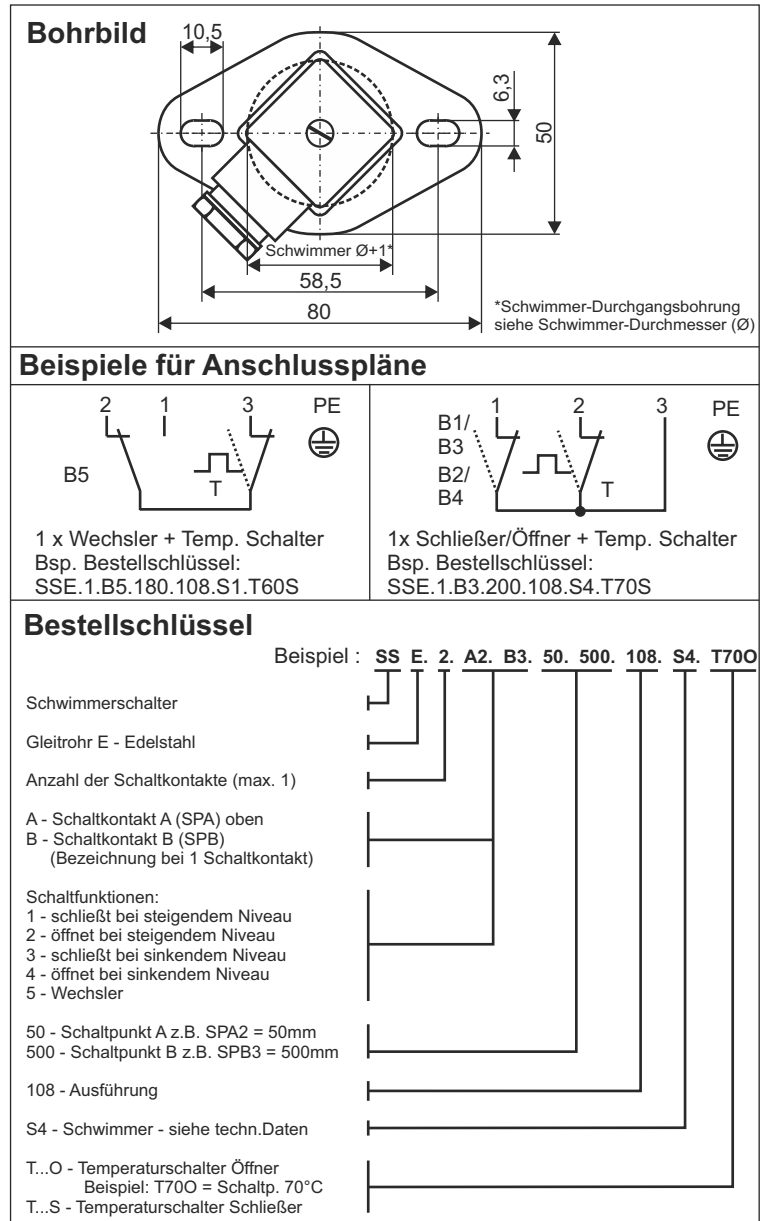 Bohrbild
10,5
6,3
50
Schwimmer Ø+1*
58,5
80
*Schwimmer-Durchgangsbohrung
siehe Schwimmer-Durchmesser (Ø)
Beispiele für Anschlusspläne
2 1 3 PE
B5
T
1 x Wechsler + Temp. Schalter
Bsp. Bestellschlüssel:
SSE.1.B5.180.108.S1.T60S
1 2 3 PE
B1/
B3
B2/
B4
T
1x Schließer/Öffner + Temp. Schalter
Bsp. Bestellschlüssel:
SSE.1.B3.200.108.S4.T70S
Bestellschlüssel
Beispiel : SS E. 2. A2. B3. 50. 500. 108. S4. T70O
Schwimmerschalter
Gleitrohr E - Edelstahl
Anzahl der Schaltkontakte (max. 1)
A - Schaltkontakt A (SPA) oben
B - Schaltkontakt B (SPB)
(Bezeichnung bei 1 Schaltkontakt)
Schaltfunktionen:
1 - schließt bei steigendem Niveau
2 - öffnet bei steigendem Niveau
3 - schließt bei sinkendem Niveau
4 - öffnet bei sinkendem Niveau
5 - Wechsler
50 - Schaltpunkt A z.B. SPA2 = 50mm
500 - Schaltpunkt B z.B. SPB3 = 500mm
108 - Ausführung
S4 - Schwimmer - siehe techn.Daten
T...O - Temperaturschalter Öffner
Beispiel: T70O = Schaltp. 70°C
T...S - Temperaturschalter Schließer